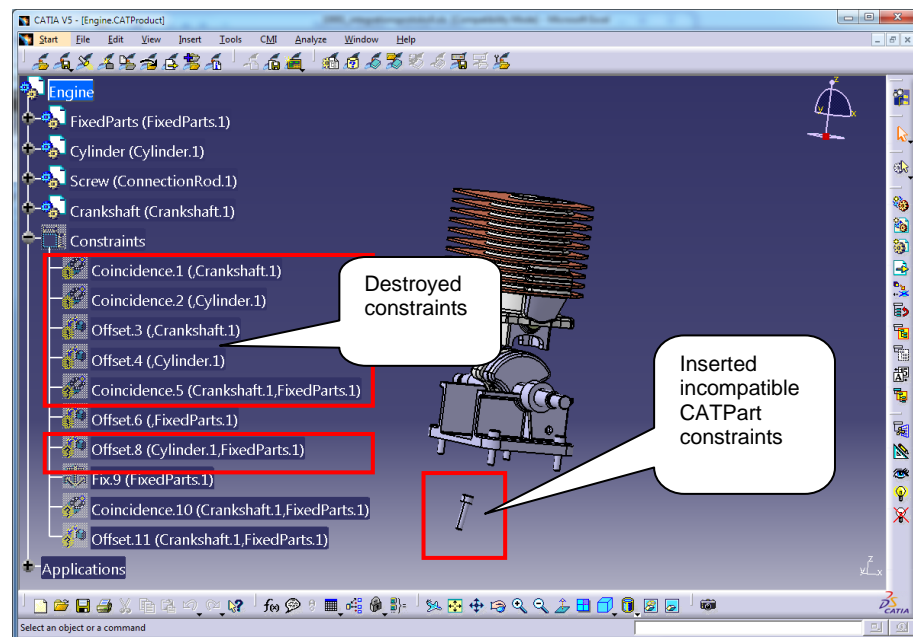 CATIA V5 - [Engine.CATProduct]
Start File Edit View Insert Tools CMI Analyze Window Help
Engine
FixedParts (FixedParts.1)
Cylinder (Cylinder.1)
Screw (ConnectionRod.1)
Crankshaft (Crankshaft.1)
Constraints
Coincidence.1 (,Crankshaft.1)
Coincidence.2 (,Cylinder.1)
Offset.3 (,Crankshaft.1)
Offset.4 (,Cylinder.1)
Coincidence.5 (Crankshaft.1,FixedParts.1)
Offset.6 (,FixedParts.1)
Offset.8 (Cylinder.1,FixedParts.1)
Fix.9 (FixedParts.1)
Coincidence.10 (Crankshaft.1,FixedParts.1)
Offset.11 (Crankshaft.1,FixedParts.1)
Applications
Destroyed
constraints
Inserted
incompatible
CATPart
constraints
z
y
x
z
y
x
f(x)
CATIA
Select an object or a command